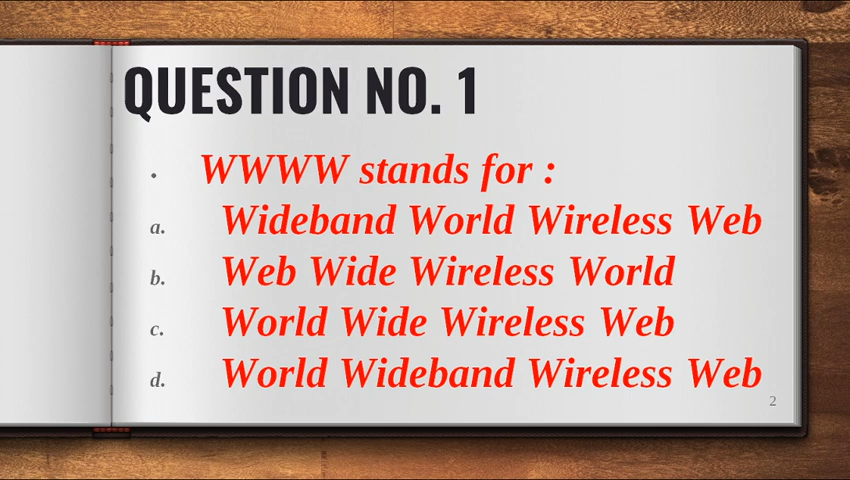 QUESTION NO. 1
• WWWW stands for :
a. Wideband World Wireless Web
b. Web Wide Wireless World
c. World Wide Wireless Web
d. World Wideband Wireless Web
2